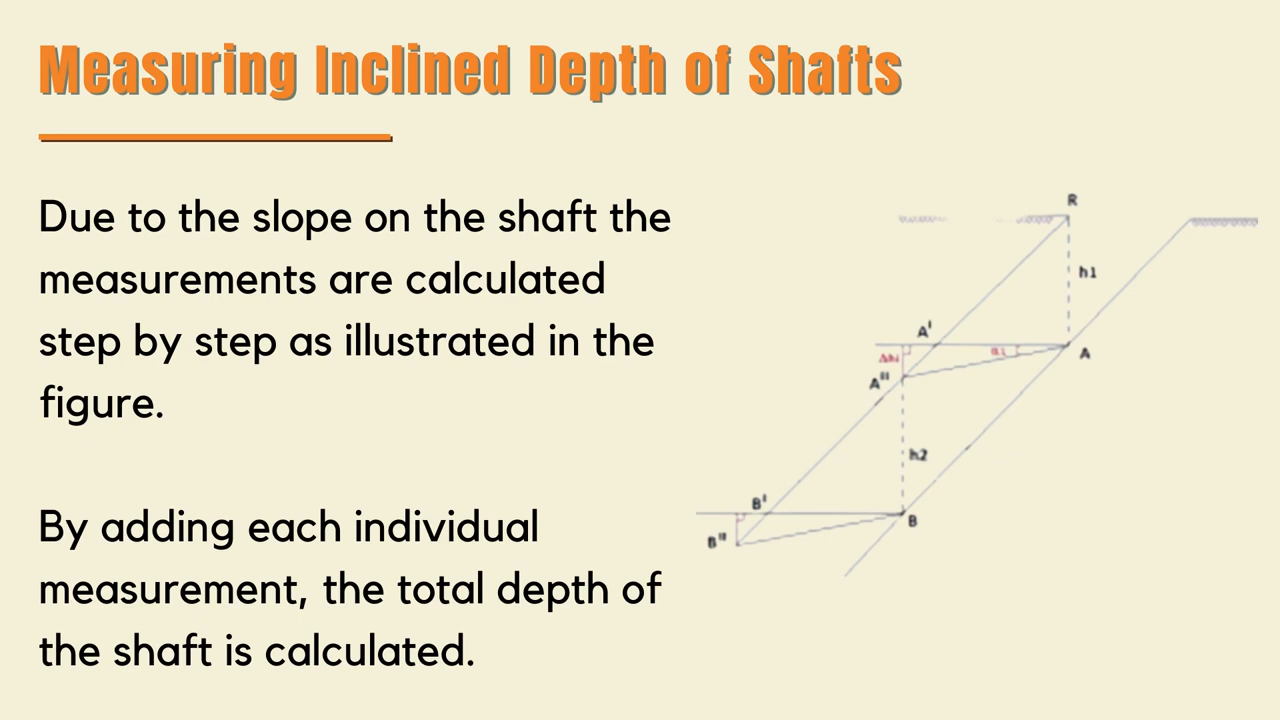 Measuring Inclined Depth of Shafts
Due to the slope on the shaft the
measurements are calculated
step by step as illustrated in the
figure.
By adding each individual
measurement, the total depth of
the shaft is calculated.
R
h1
A'
A
A"
h2
B'
B
B"